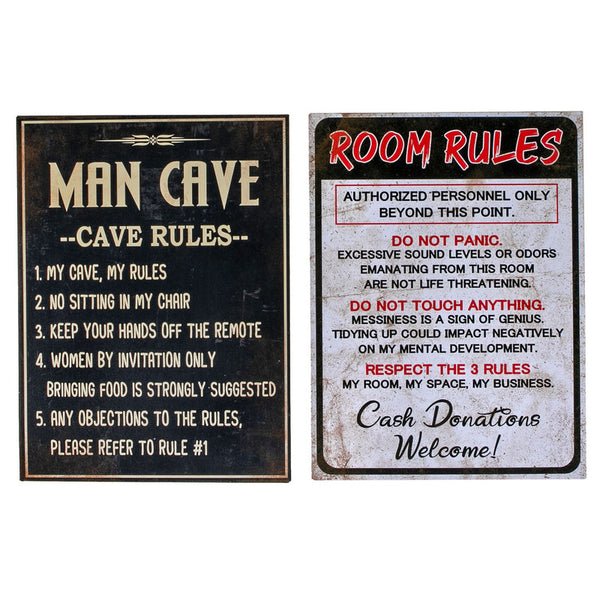 MAN CAVE
--CAVE RULES--
1. MY CAVE, MY RULES
2. NO SITTING IN MY CHAIR
3. KEEP YOUR HANDS OFF THE REMOTE
4. WOMEN BY INVITATION ONLY
BRINGING FOOD IS STRONGLY SUGGESTED
5. ANY OBJECTIONS TO THE RULES,
PLEASE REFER TO RULE #1
ROOM RULES
AUTHORIZED PERSONNEL ONLY
BEYOND THIS POINT.
DO NOT PANIC.
EXCESSIVE SOUND LEVELS OR ODORS
EMANATING FROM THIS ROOM
ARE NOT LIFE THREATENING.
DO NOT TOUCH ANYTHING.
MESSINESS IS A SIGN OF GENIUS.
TIDYING UP COULD IMPACT NEGATIVELY
ON MY MENTAL DEVELOPMENT.
RESPECT THE 3 RULES
MY ROOM, MY SPACE, MY BUSINESS.
Cash Donations
Welcome!